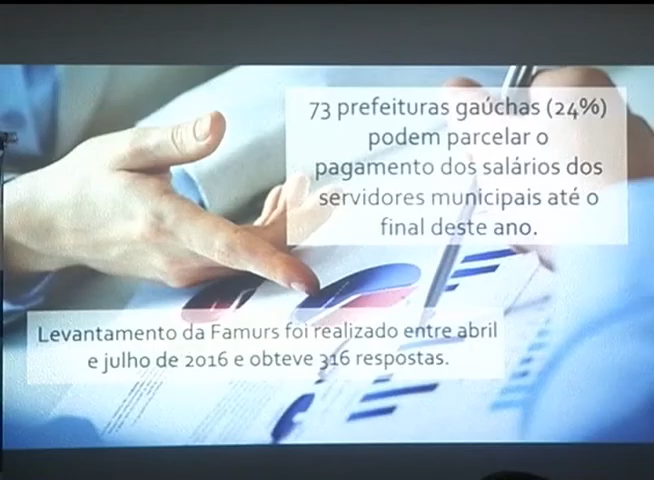 73 prefeituras gaúchas (24%)
podem parcelar o
pagamento dos salários dos
servidores municipais até o
final deste ano.
Levantamento da Famurs foi realizado entre abril
e julho de 2016 e obteve 316 respostas.